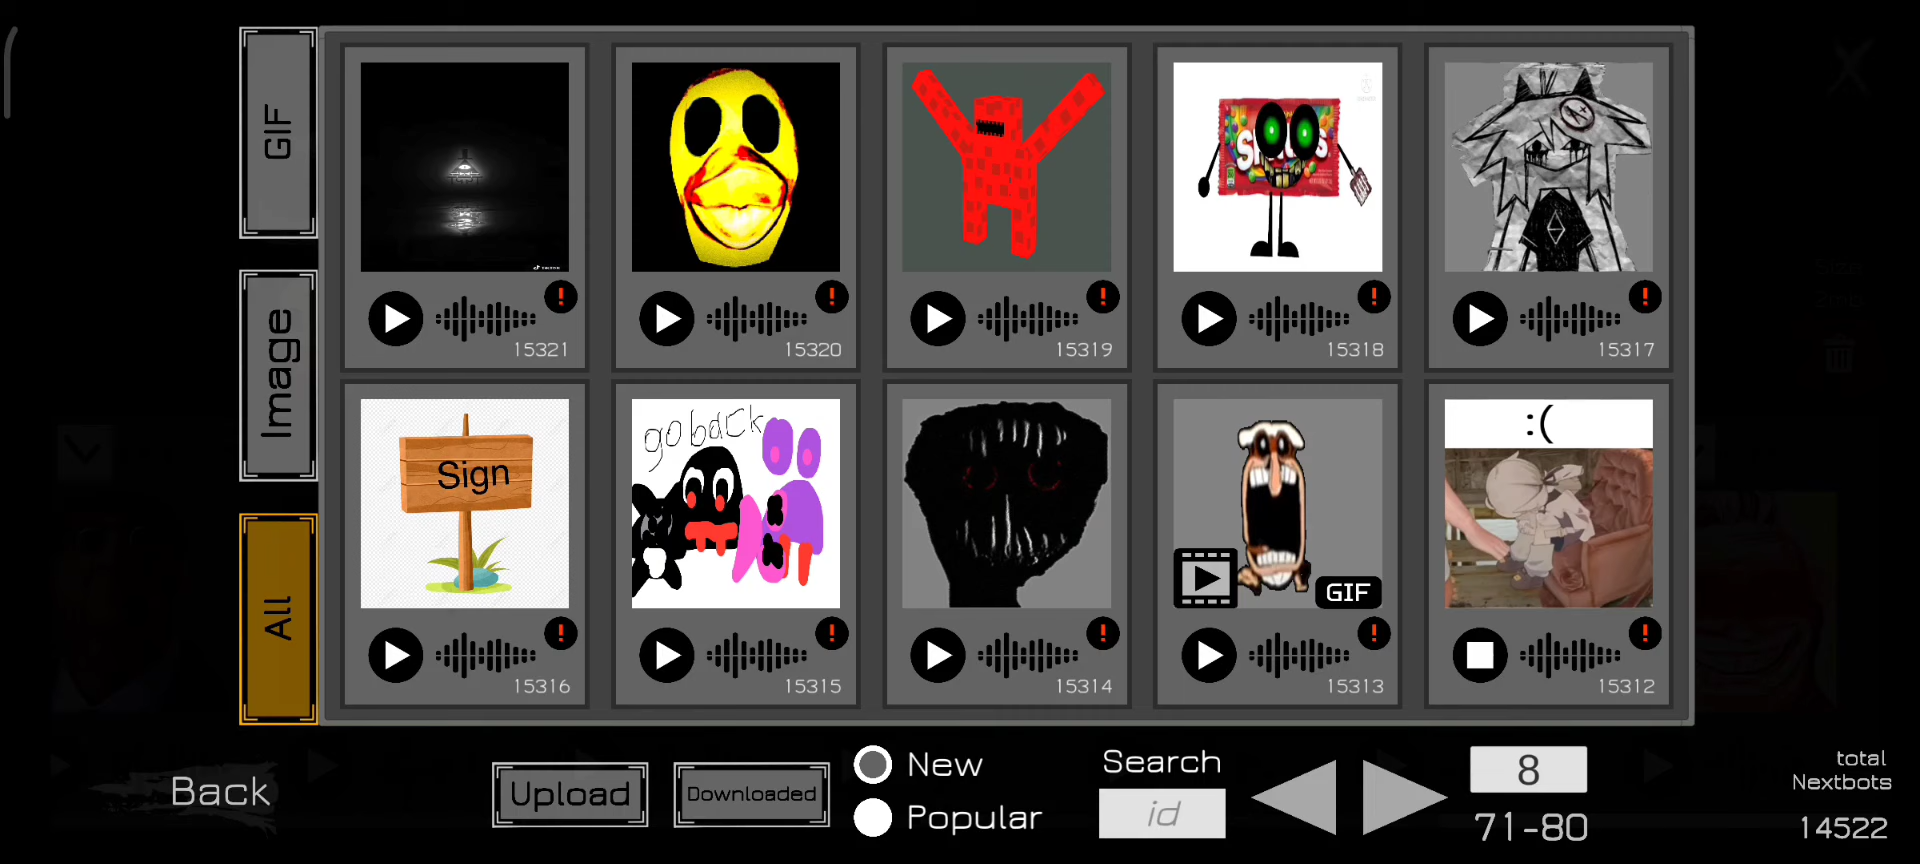 GIF
Image
All
15321
15320
15319
15318
A+
15317
Sign
15316
go back
15315
15314
GIF
15313
:(
15312
Back
Upload
Downloaded
New
Popular
Search
id
8
71-80
total
Nextbots
14522